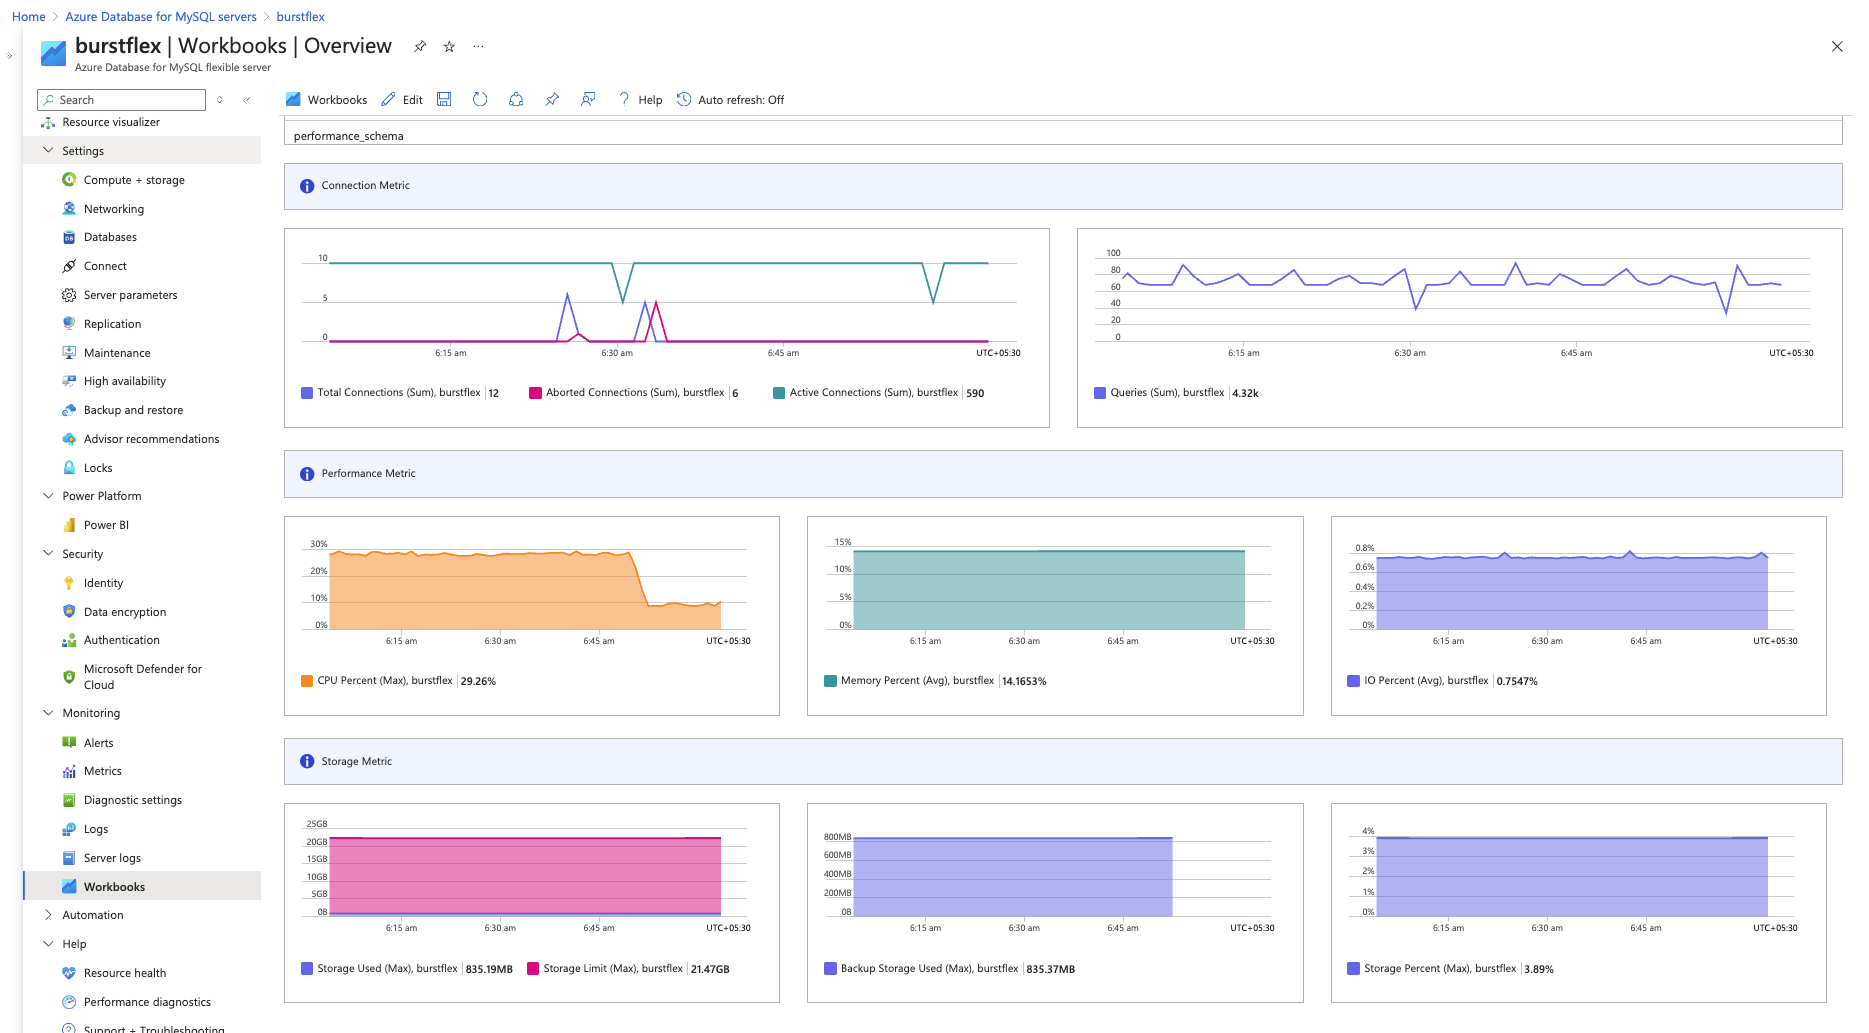 Home > Azure Database for MySQL servers > burstflex
burstflex | Workbooks | Overview
Azure Database for MySQL flexible server
Search
Workbooks Edit Help Auto refresh: Off
Resource visualizer
Settings
Compute + storage
Networking
Databases
Connect
Server parameters
Replication
Maintenance
High availability
Backup and restore
Advisor recommendations
Locks
Power Platform
Power BI
Security
Identity
Data encryption
Authentication
Microsoft Defender for
Cloud
Monitoring
Alerts
Metrics
Diagnostic settings
Logs
Server logs
Workbooks
Automation
Help
Resource health
Performance diagnostics
Support + Troubleshooting
performance_schema
Connection Metric
10
5
0
6:15 am 6:30 am 6:45 am UTC+05:30
Total Connections (Sum), burstflex 12 Aborted Connections (Sum), burstflex 6 Active Connections (Sum), burstflex 590
100
80
60
40
20
0
6:15 am 6:30 am 6:45 am UTC+05:30
Queries (Sum), burstflex 4.32k
Performance Metric
30%
20%
10%
0%
6:15 am 6:30 am 6:45 am UTC+05:30
CPU Percent (Max), burstflex 29.26%
15%
10%
5%
0%
6:15 am 6:30 am 6:45 am UTC+05:30
Memory Percent (Avg), burstflex 14.1653%
0.8%
0.6%
0.4%
0.2%
0%
6:15 am 6:30 am 6:45 am UTC+05:30
IO Percent (Avg), burstflex 0.7547%
Storage Metric
25GB
20GB
15GB
10GB
5GB
0B
6:15 am 6:30 am 6:45 am UTC+05:30
Storage Used (Max), burstflex 835.19MB Storage Limit (Max), burstflex 21.47GB
800MB
600MB
400MB
200MB
0B
6:15 am 6:30 am 6:45 am UTC+05:30
Backup Storage Used (Max), burstflex 835.37MB
4%
3%
2%
1%
0%
6:15 am 6:30 am 6:45 am UTC+05:30
Storage Percent (Max), burstflex 3.89%